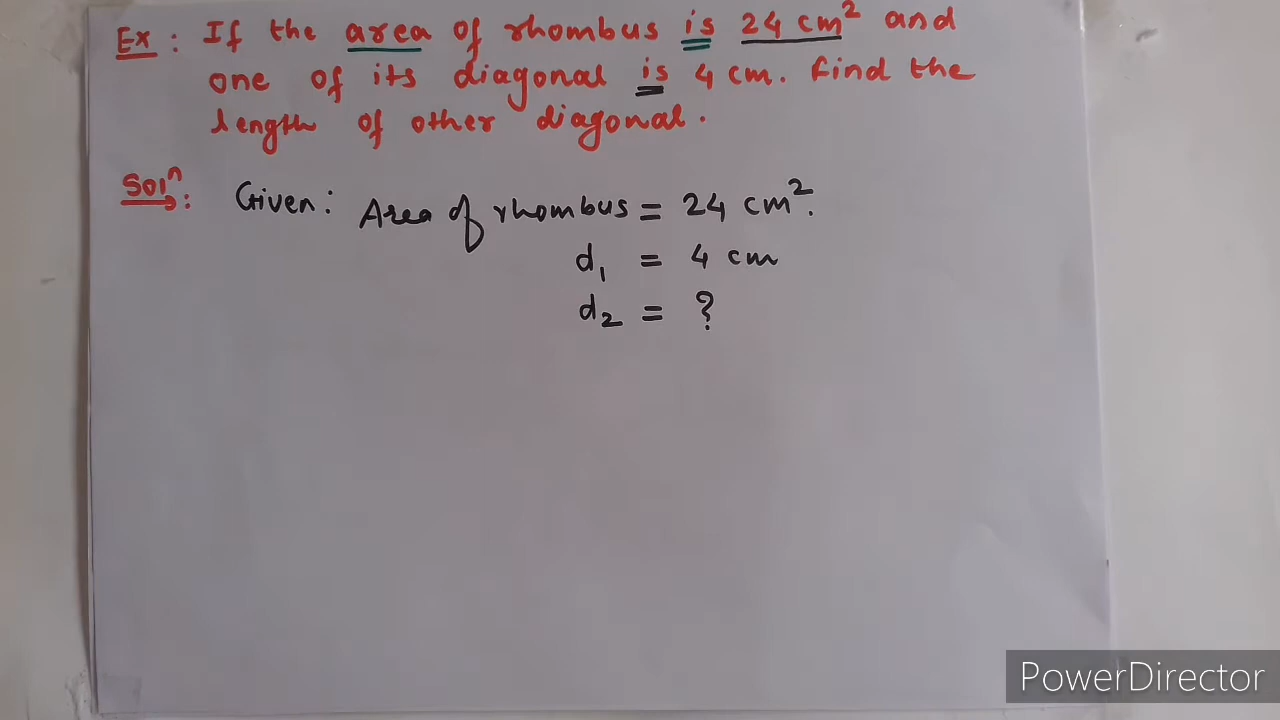 Ex : If the area of rhombus is 24 cm² and
one of its diagonal is 4 cm. Find the
length of other diagonal.
Solⁿ: Given: Area of rhombus = 24 cm².
d₁ = 4 cm
d₂ = ?
PowerDirector